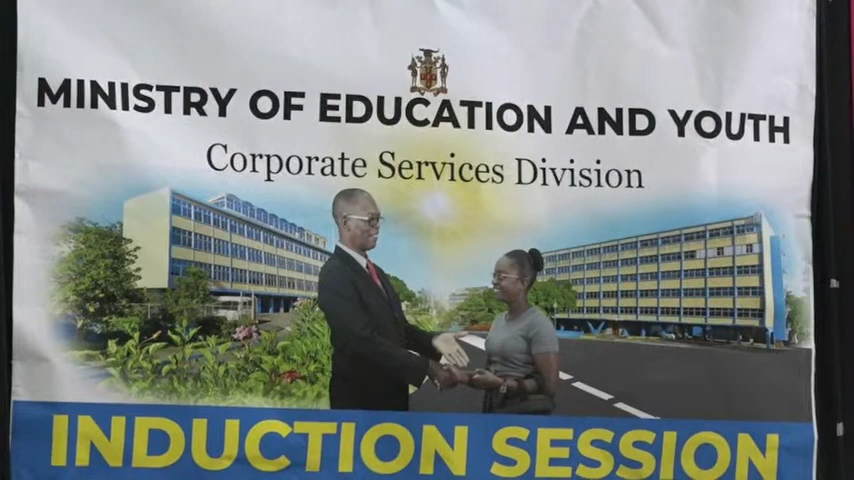 MINISTRY OF EDUCATION AND YOUTH
Corporate Services Division
INDUCTION SESSION